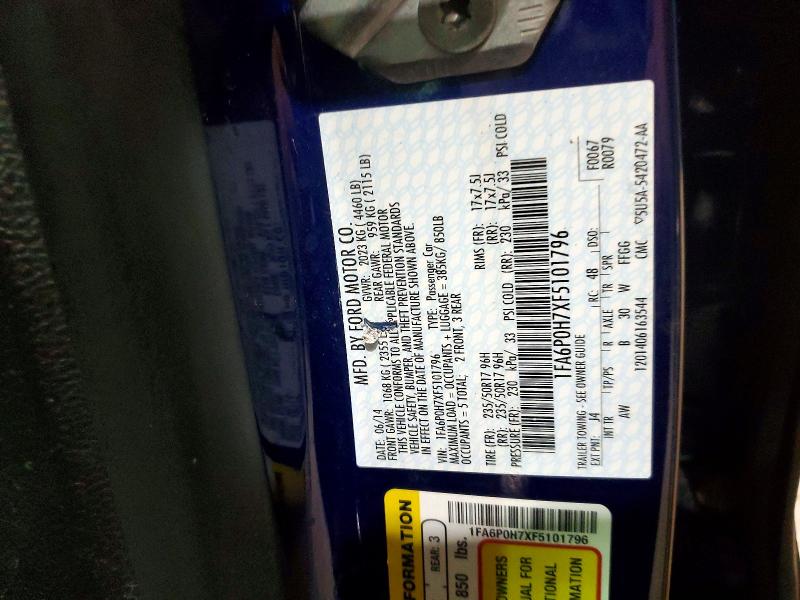 MFD. BY FORD MOTOR CO.
DATE: 06/14 GVWR: 2023 KG ( 4460 LB)
FRONT GAWR: 1068 KG ( 2355 LB) REAR GAWR: 959 KG ( 2115 LB)
THIS VEHICLE CONFORMS TO ALL APPLICABLE FEDERAL MOTOR
VEHICLE SAFETY, BUMPER, AND THEFT PREVENTION STANDARDS
IN EFFECT ON THE DATE OF MANUFACTURE SHOWN ABOVE.
VIN: 1FA6P0H7XF5101796 TYPE: Passenger Car
MAXIMUM LOAD = OCCUPANTS + LUGGAGE = 385KG/ 850LB
OCCUPANTS = 5 TOTAL; 2 FRONT, 3 REAR
TIRE (FR): 235/50R17 96H RIMS (FR): 17x7.5J
(RR): 235/50R17 96H (RR): 17x7.5J
PRESSURE (FR): 230 kPa/ 33 PSI COLD (RR): 230 kPa/ 33 PSI COLD
1FA6P0H7XF5101796
TRAILER TOWING - SEE OWNER GUIDE F0067
EXT PNT: J4 RC: 48 DSO: R0079
INT TR TP/PS R AXLE TR SPR
AW B 30 W FFGG
1201406163544 CMC ▽5U5A-5420472-AA
FORMATION
REAR: 3
850 lbs.
1FA6P0H7XF5101796
OWNERS
UAL FOR
TIONAL
MATION